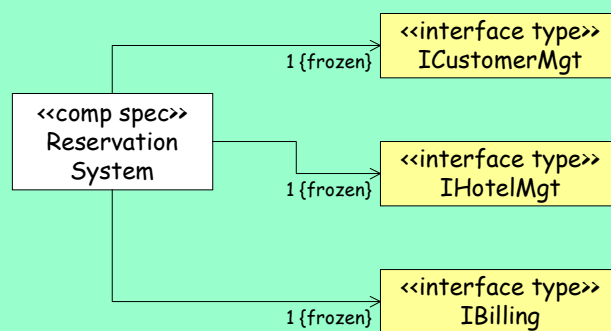 <<interface type>>
ICustomerMgt
1 {frozen}
<<comp spec>>
Reservation
System
<<interface type>>
IHotelMgt
1 {frozen}
<<interface type>>
IBilling
1 {frozen}